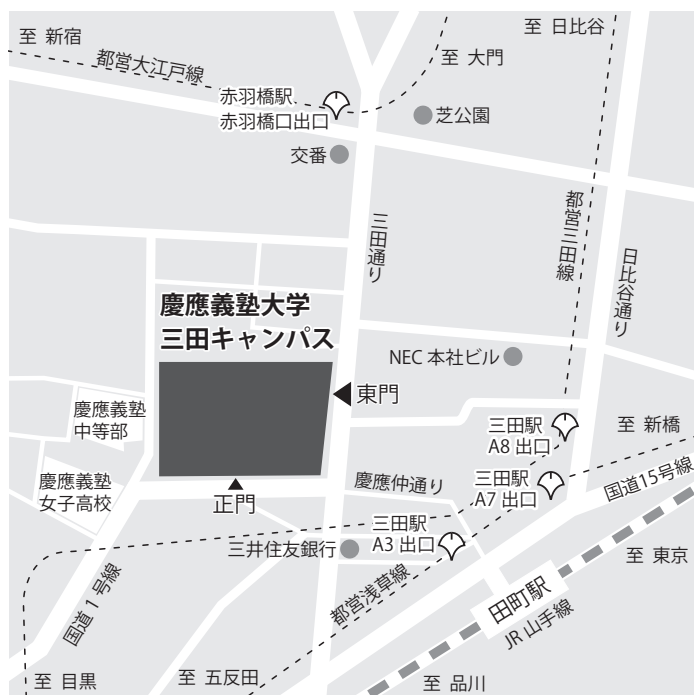 至 新宿
至 日比谷
都営大江戸線
至 大門
赤羽橋駅
赤羽橋口出口
芝公園
交番
三田通り
都営三田線
日比谷通り
慶應義塾大学
三田キャンパス
NEC 本社ビル
東門
慶應義塾
中等部
三田駅
A8 出口
至 新橋
慶應義塾
女子高校
正門
慶應仲通り
三田駅
A7 出口
国道15号線
三井住友銀行
三田駅
A3 出口
至 東京
国道1号線
都営浅草線
田町駅
JR 山手線
至 目黒
至 五反田
至 品川